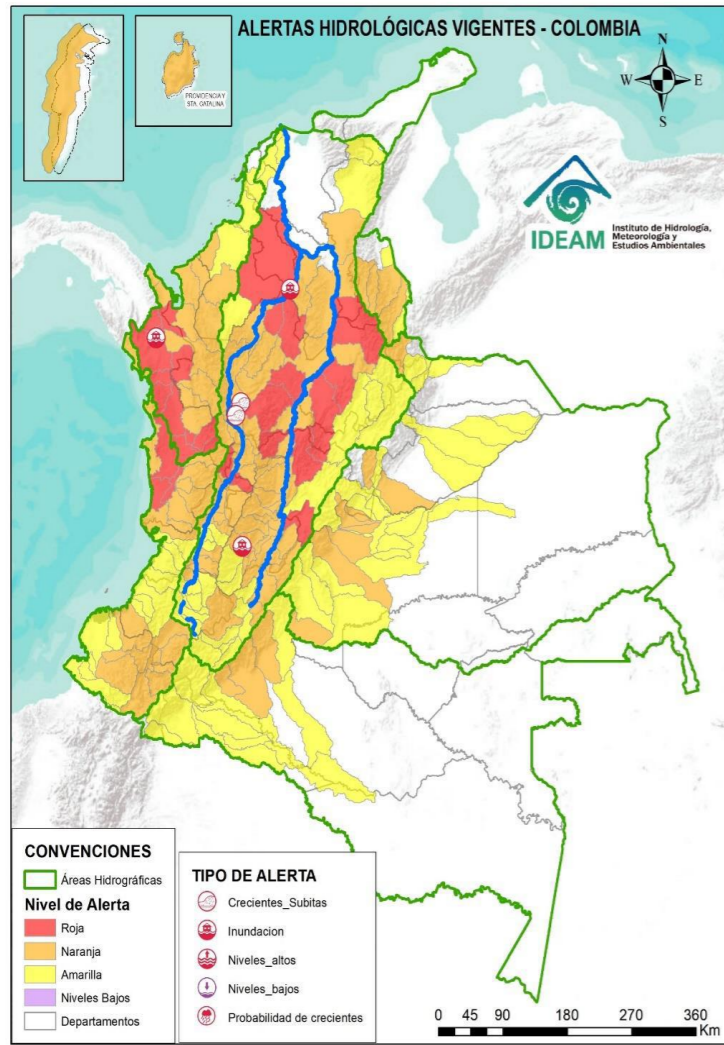 ALERTAS HIDROLÓGICAS VIGENTES - COLOMBIA
PROVIDENCIA Y
STA. CATALINA
N
W
E
S
IDEAM
Instituto de Hidrología,
Meteorología y
Estudios Ambientales
CONVENCIONES
Áreas Hidrográficas
Nivel de Alerta
Roja
Naranja
Amarilla
Niveles Bajos
Departamentos
TIPO DE ALERTA
Crecientes_Subitas
Inundacion
Niveles_altos
Niveles_bajos
Probabilidad de crecientes
0 45 90 180 270 360
Km